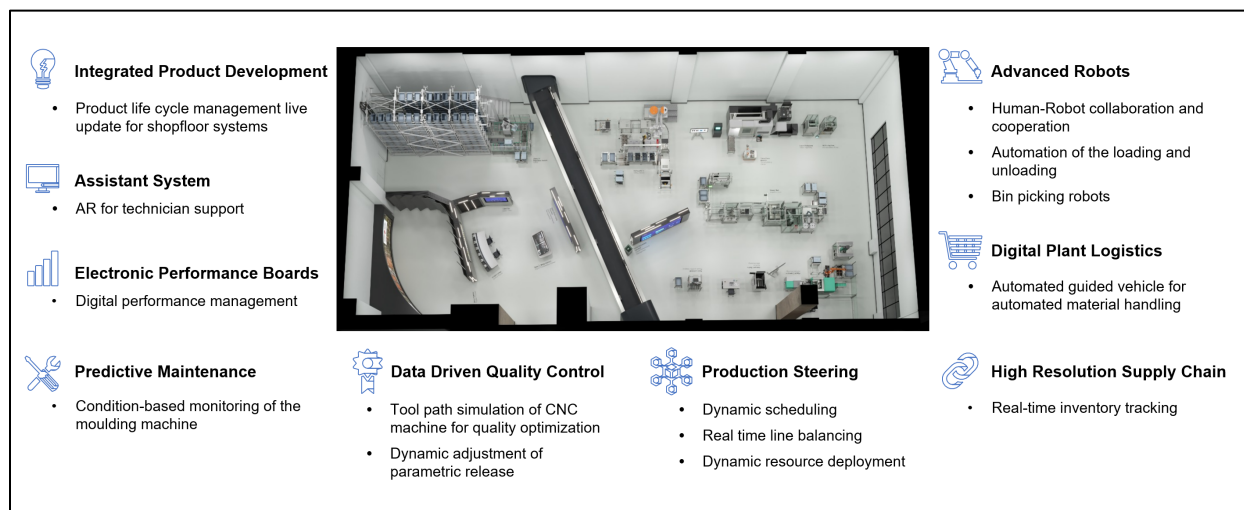 Integrated Product Development
• Product life cycle management live
update for shopfloor systems
Assistant System
• AR for technician support
Electronic Performance Boards
• Digital performance management
Predictive Maintenance
• Condition-based monitoring of the
moulding machine
Data Driven Quality Control
• Tool path simulation of CNC
machine for quality optimization
• Dynamic adjustment of
parametric release
Production Steering
• Dynamic scheduling
• Real time line balancing
• Dynamic resource deployment
Advanced Robots
• Human-Robot collaboration and
cooperation
• Automation of the loading and
unloading
• Bin picking robots
Digital Plant Logistics
• Automated guided vehicle for
automated material handling
High Resolution Supply Chain
• Real-time inventory tracking